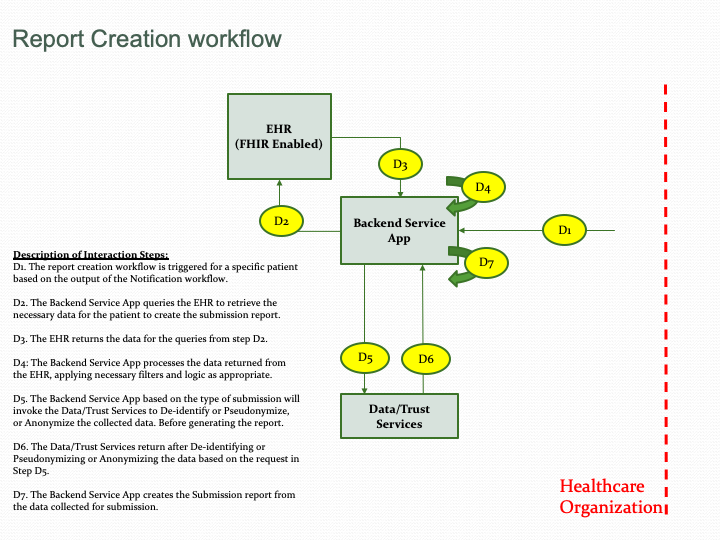 Report Creation workflow
EHR
(FHIR Enabled)
D3
D4
D2
Backend Service
App
D1
D7
Description of Interaction Steps:
D1. The report creation workflow is triggered for a specific patient
based on the output of the Notification workflow.
D2. The Backend Service App queries the EHR to retrieve the
necessary data for the patient to create the submission report.
D3. The EHR returns the data for the queries from step D2.
D4: The Backend Service App processes the data returned from
the EHR, applying necessary filters and logic as appropriate.
D5. The Backend Service App based on the type of submission will
invoke the Data/Trust Services to De-identify or Pseudonymize,
or Anonymize the collected data. Before generating the report.
D6. The Data/Trust Services return after De-identifying or
Pseudonymizing or Anonymizing the data based on the request in
Step D5.
D7. The Backend Service App creates the Submission report from
the data collected for submission.
D5
D6
Data/Trust
Services
Healthcare
Organization